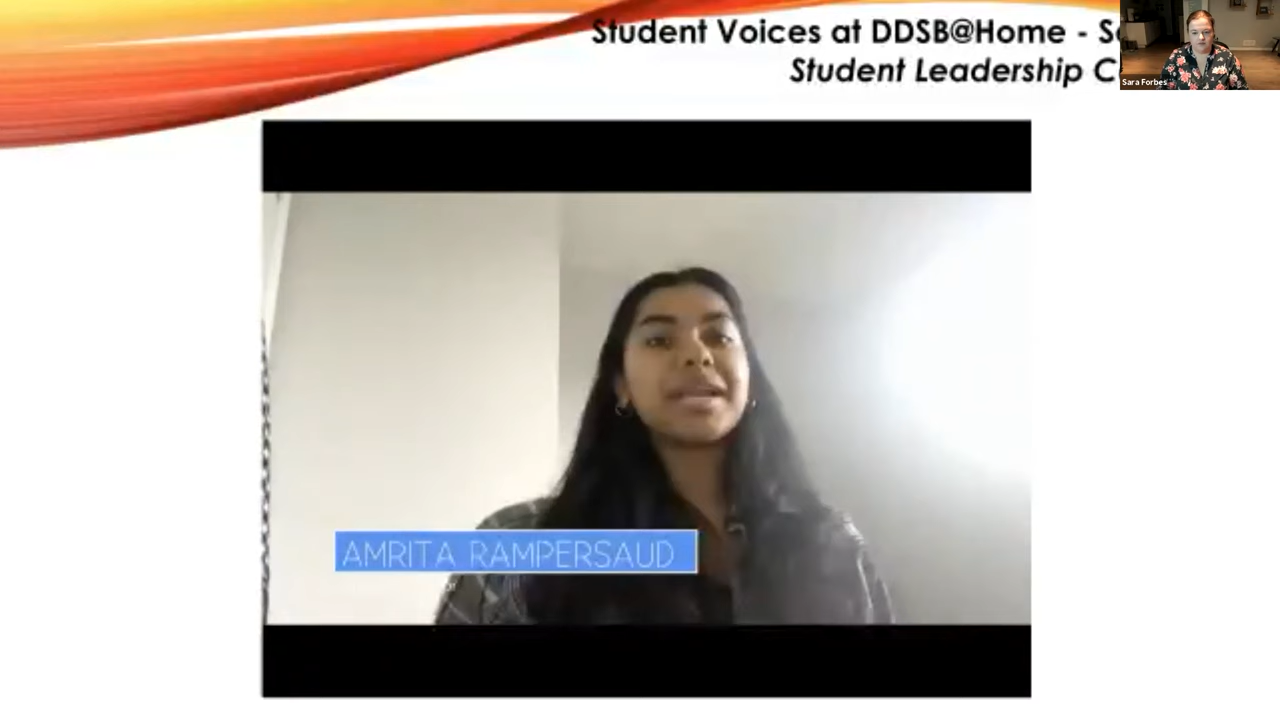 Student Voices at DDSB@Home - S
Student Leadership C
Sara Forbes
AMRITA RAMPERSAUD